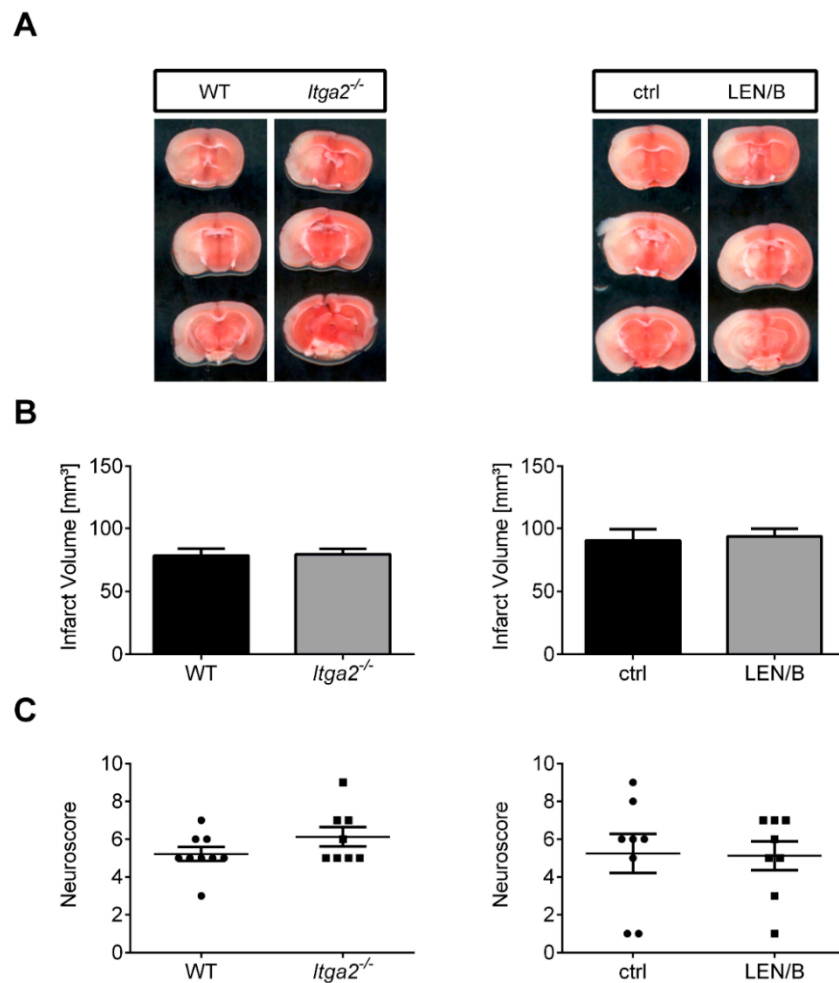 A
WT Itga2-/-
ctrl LEN/B
B
Infarct Volume [mm³]
150
100
50
0
WT Itga2-/-
Infarct Volume [mm³]
150
100
50
0
ctrl LEN/B
C
Neuroscore
10
8
6
4
2
0
WT Itga2-/-
Neuroscore
10
8
6
4
2
0
ctrl LEN/B